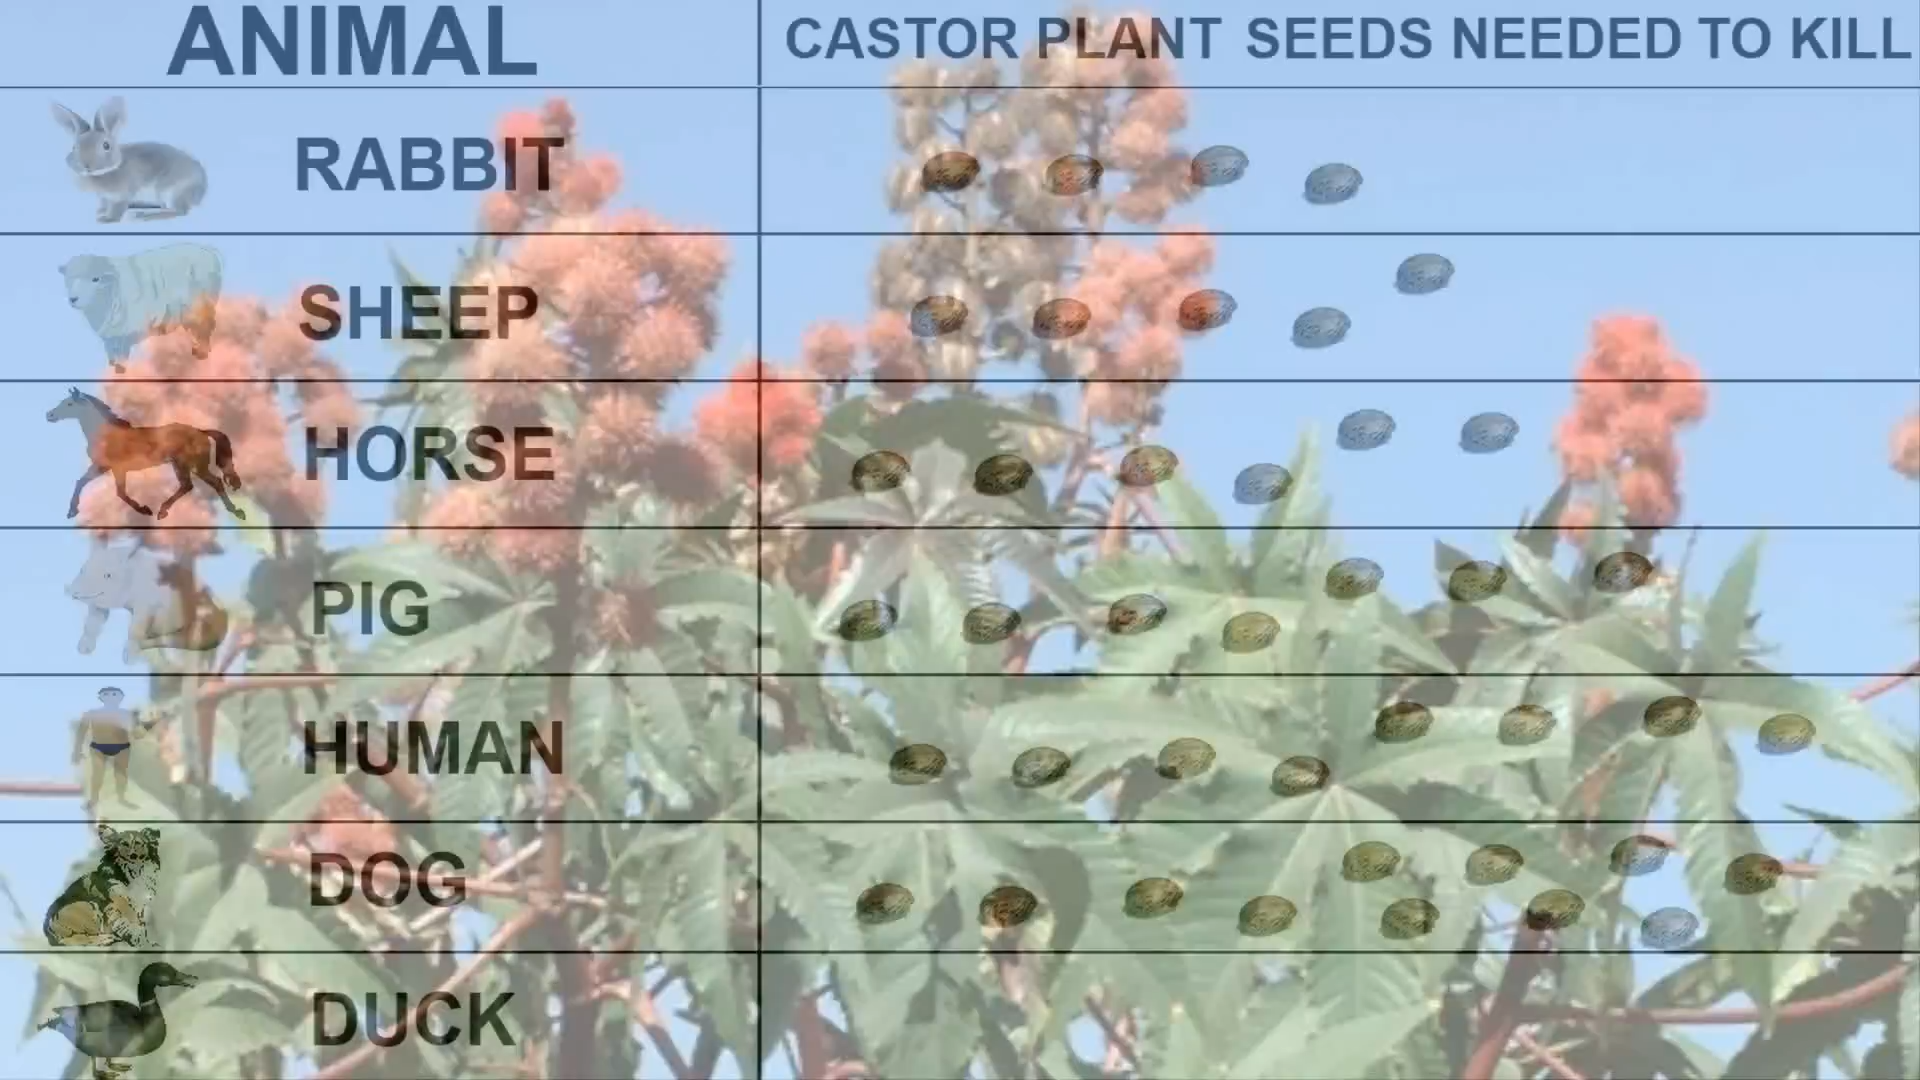 ANIMAL
CASTOR PLANT SEEDS NEEDED TO KILL
RABBIT
SHEEP
HORSE
PIG
HUMAN
DOG
DUCK